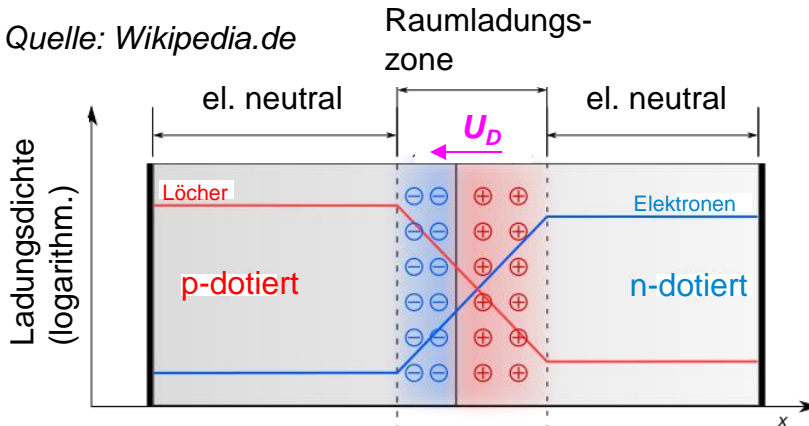 Quelle: Wikipedia.de
Raumladungs-
zone
el. neutral
el. neutral
U_D
Ladungsdichte
(logarithm.)
Löcher
Elektronen
p-dotiert
n-dotiert
x